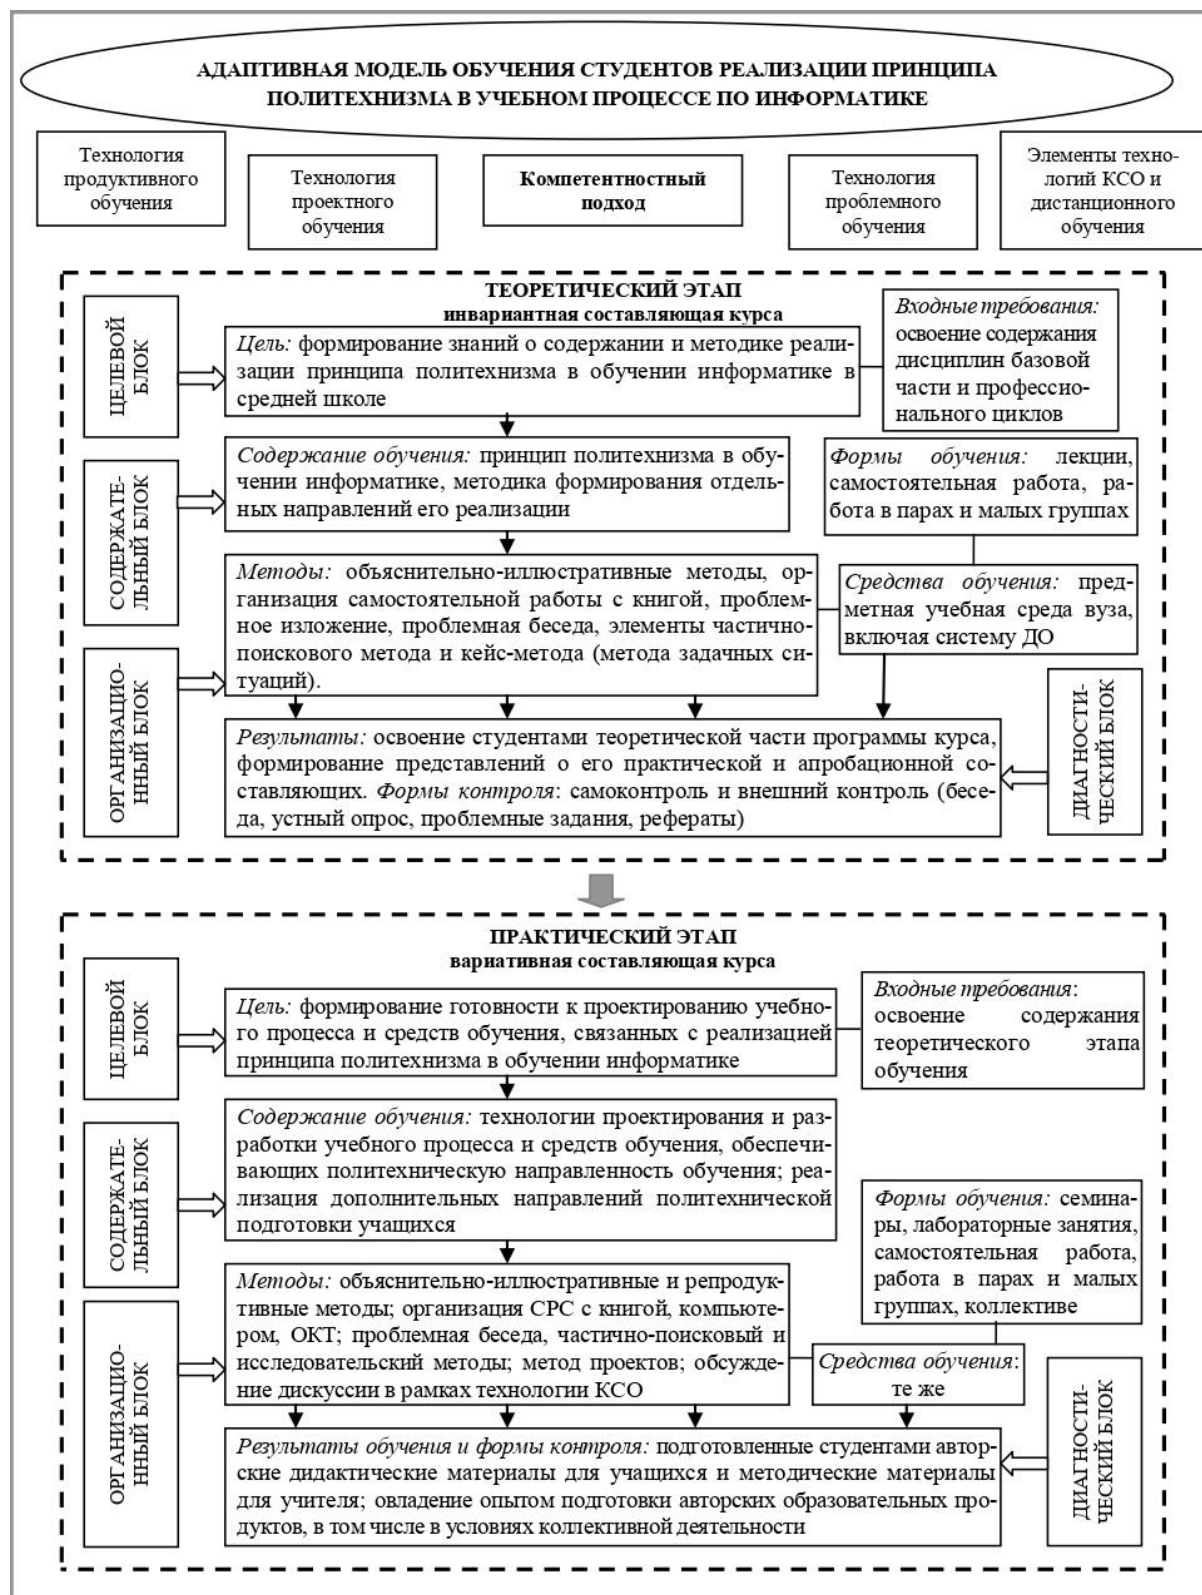 АДАПТИВНАЯ МОДЕЛЬ ОБУЧЕНИЯ СТУДЕНТОВ РЕАЛИЗАЦИИ ПРИНЦИПА
ПОЛИТЕХНИЗМА В УЧЕБНОМ ПРОЦЕССЕ ПО ИНФОРМАТИКЕ
Технология
продуктивного
обучения
Технология
проектного
обучения
Компетентностный
подход
Технология
проблемного
обучения
Элементы техно-
логий КСО и
дистанционного
обучения
ТЕОРЕТИЧЕСКИЙ ЭТАП
инвариантная составляющая курса
ЦЕЛЕВОЙ
БЛОК
Цель: формирование знаний о содержании и методике реали-
зации принципа политехнизма в обучении информатике в
средней школе
Входные требования:
освоение содержания
дисциплин базовой
части и профессио-
нального циклов
СОДЕРЖАТЕ-
ЛЬНЫЙ БЛОК
Содержание обучения: принцип политехнизма в обу-
чении информатике, методика формирования отдель-
ных направлений его реализации
Формы обучения: лекции,
самостоятельная работа, ра-
бота в парах и малых группах
Методы: объяснительно-иллюстративные методы, ор-
ганизация самостоятельной работы с книгой, проблем-
ное изложение, проблемная беседа, элементы частично-
поискового метода и кейс-метода (метода задачных си-
туаций).
Средства обучения: пред-
метная учебная среда вуза,
включая систему ДО
ОРГАНИЗАЦИО-
ННЫЙ БЛОК
Результаты: освоение студентами теоретической части программы курса,
формирование представлений о его практической и апробационной со-
ставляющих. Формы контроля: самоконтроль и внешний контроль (бесе-
да, устный опрос, проблемные задания, рефераты)
ДИАГНОСТИ-
ЧЕСКИЙ БЛОК
ПРАКТИЧЕСКИЙ ЭТАП
вариативная составляющая курса
ЦЕЛЕВОЙ
БЛОК
Цель: формирование готовности к проектированию учебно-
го процесса и средств обучения, связанных с реализацией
принципа политехнизма в обучении информатике
Входные требования:
освоение содержания
теоретического этапа
обучения
СОДЕРЖАТЕ-
ЛЬНЫЙ БЛОК
Содержание обучения: технологии проектирования и раз-
работки учебного процесса и средств обучения, обеспечи-
вающих политехническую направленность обучения; реа-
лизация дополнительных направлений политехнической
подготовки учащихся
Формы обучения: семина-
ры, лабораторные занятия,
самостоятельная работа,
работа в парах и малых
группах, коллективе
Методы: объяснительно-иллюстративные и репродук-
тивные методы; организация СРС с книгой, компьюте-
ром, ОКТ; проблемная беседа, частично-поисковый и
исследовательский методы; метод проектов; обсужде-
ние дискуссии в рамках технологии КСО
Средства обучения:
те же
ОРГАНИЗАЦИО-
ННЫЙ БЛОК
Результаты обучения и формы контроля: подготовленные студентами автор-
ские дидактические материалы для учащихся и методические материалы
для учителя; овладение опытом подготовки авторских образовательных про-
дуктов, в том числе в условиях коллективной деятельности
ДИАГНОСТИ-
ЧЕСКИЙ БЛОК